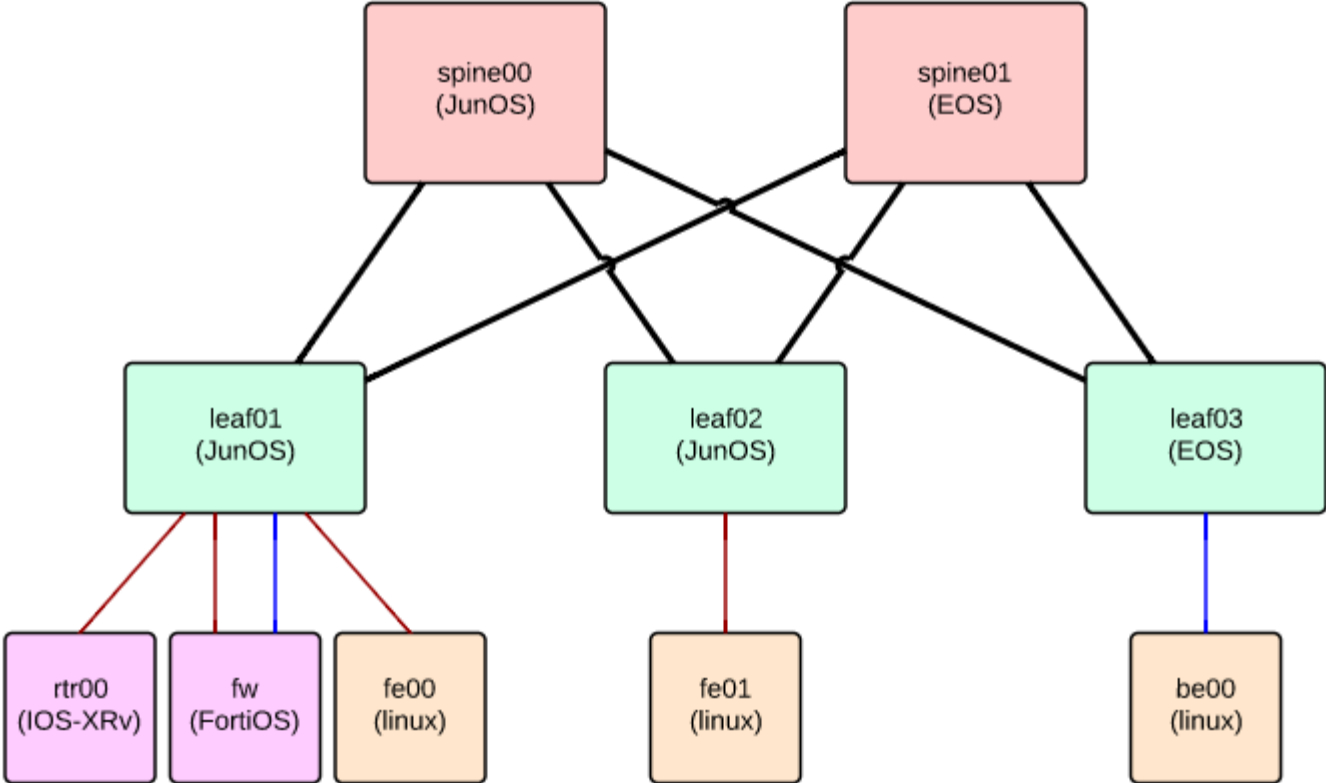 spine00
(JunOS)
spine01
(EOS)
leaf01
(JunOS)
leaf02
(JunOS)
leaf03
(EOS)
rtr00
(IOS-XRv)
fw
(FortiOS)
fe00
(linux)
fe01
(linux)
be00
(linux)